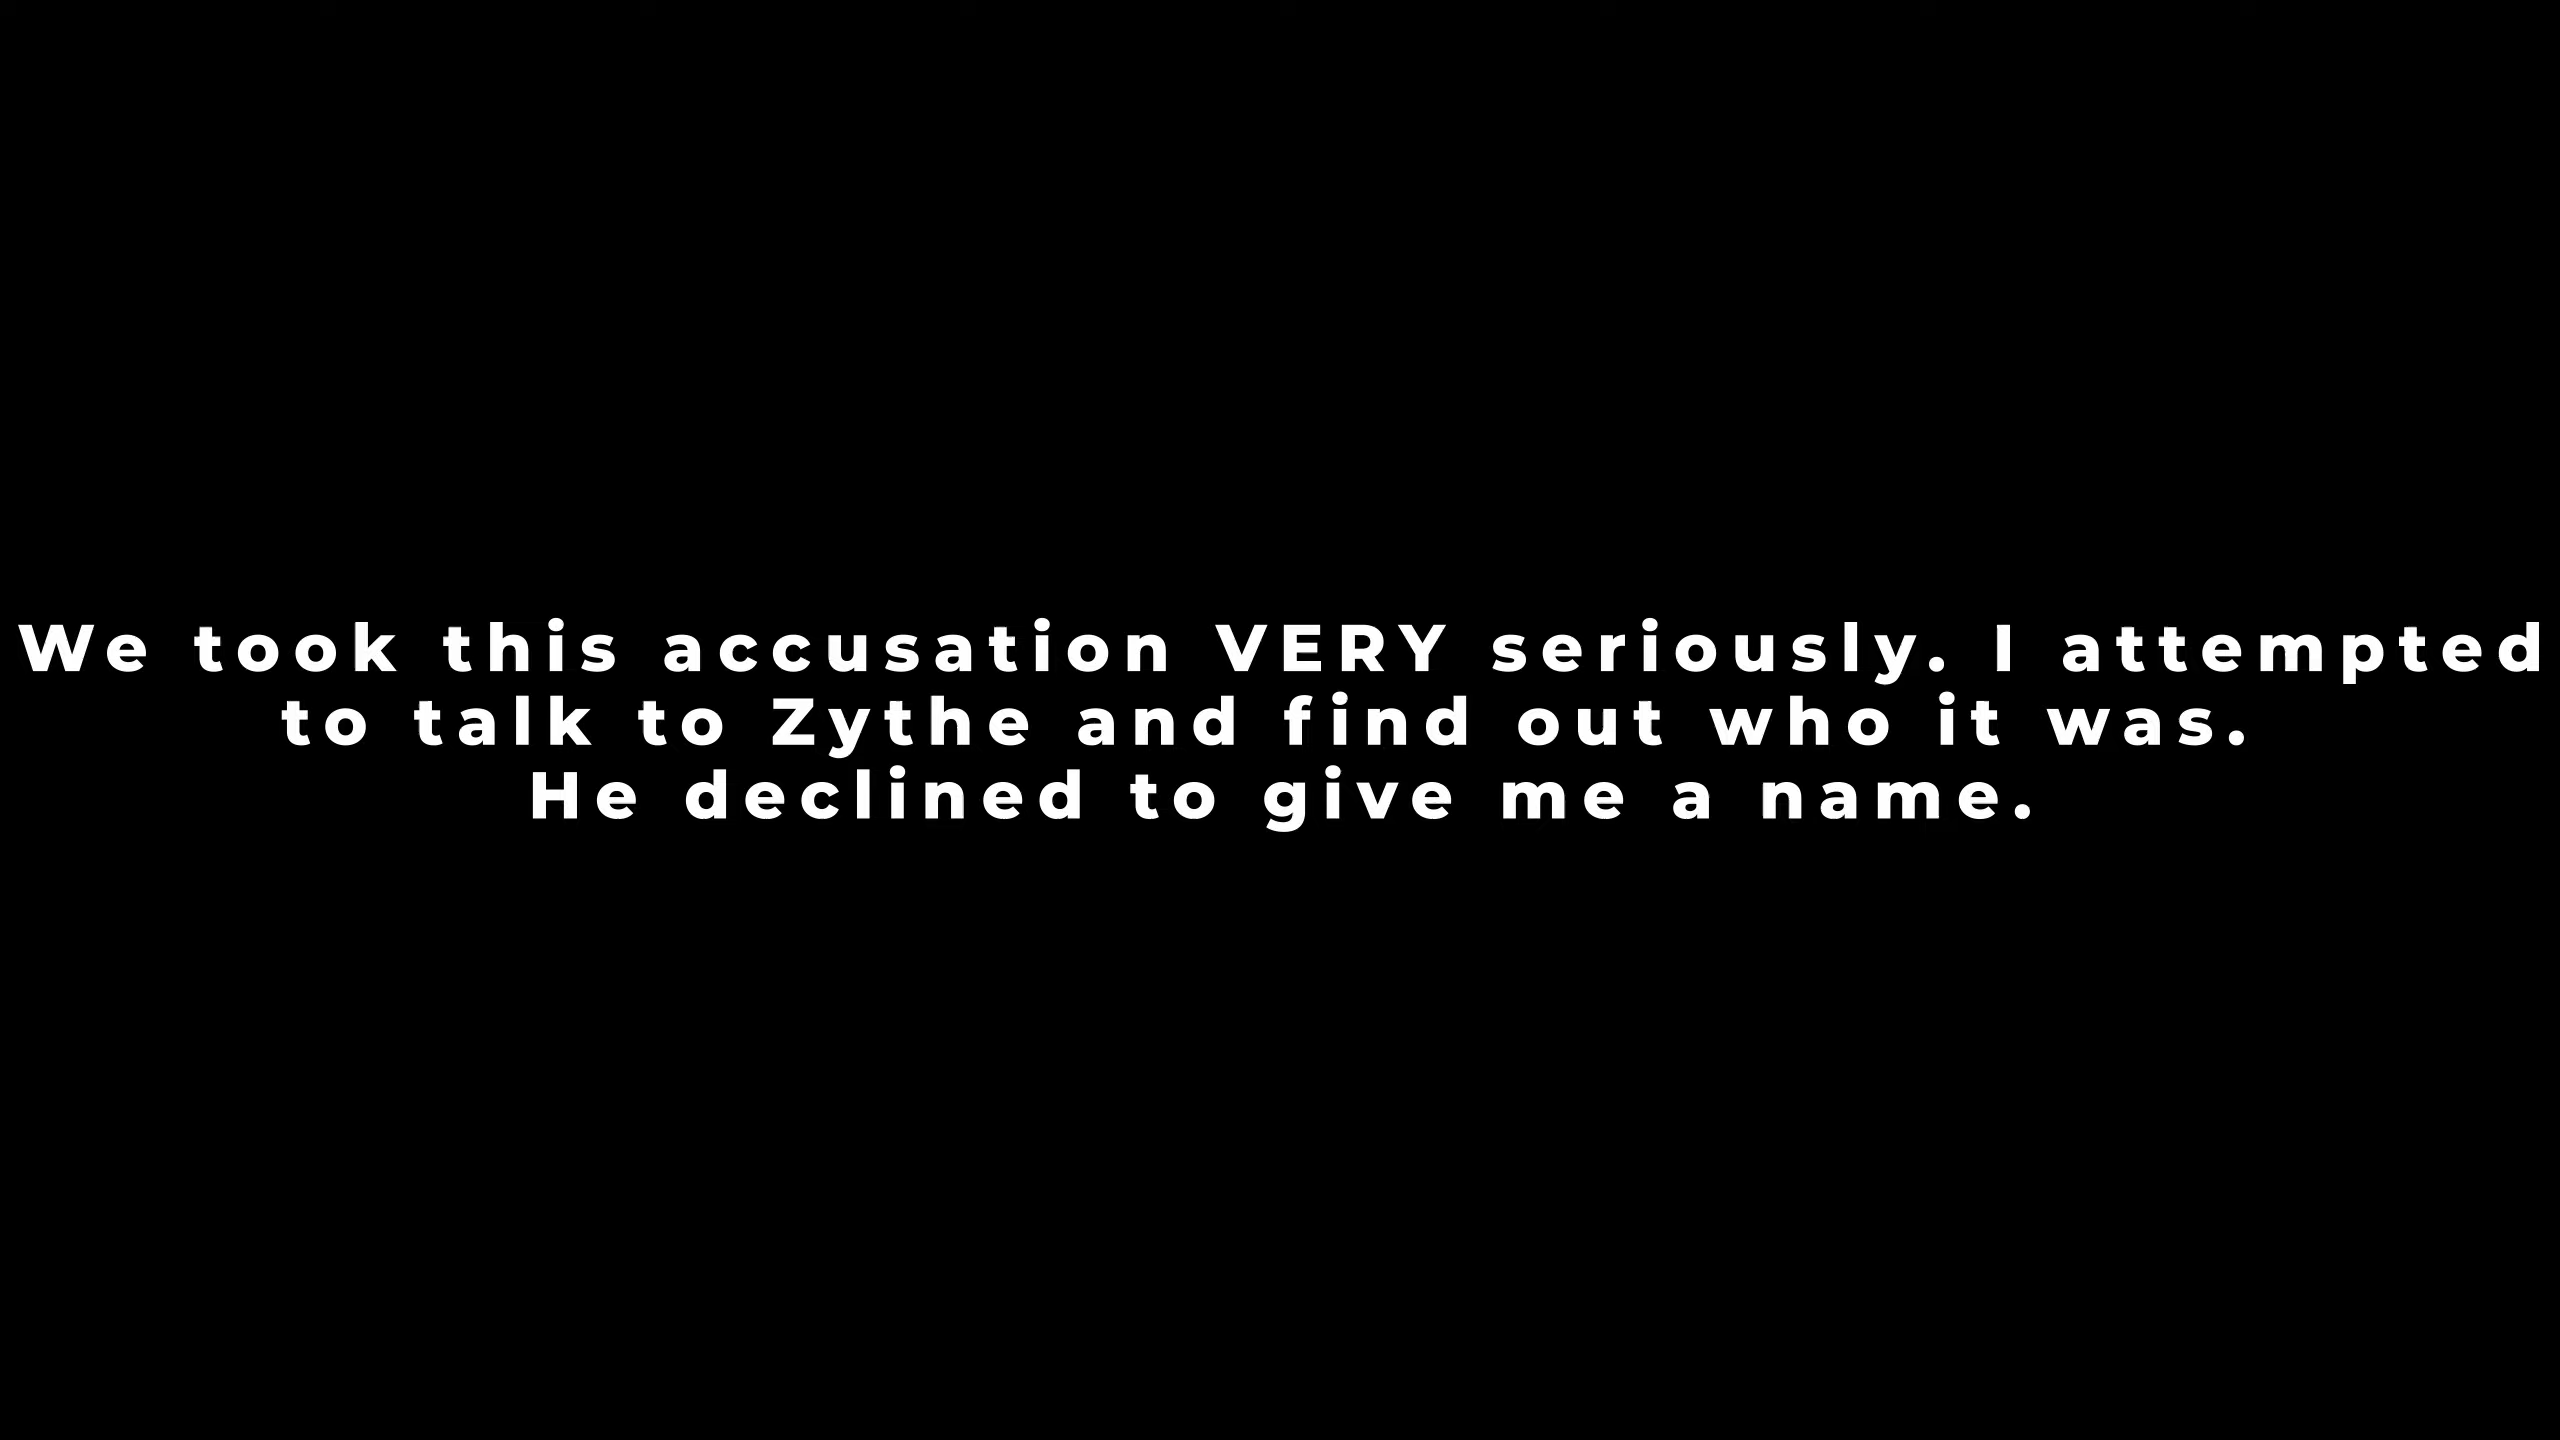 We took this accusation VERY seriously. I attempted
to talk to Zythe and find out who it was.
He declined to give me a name.